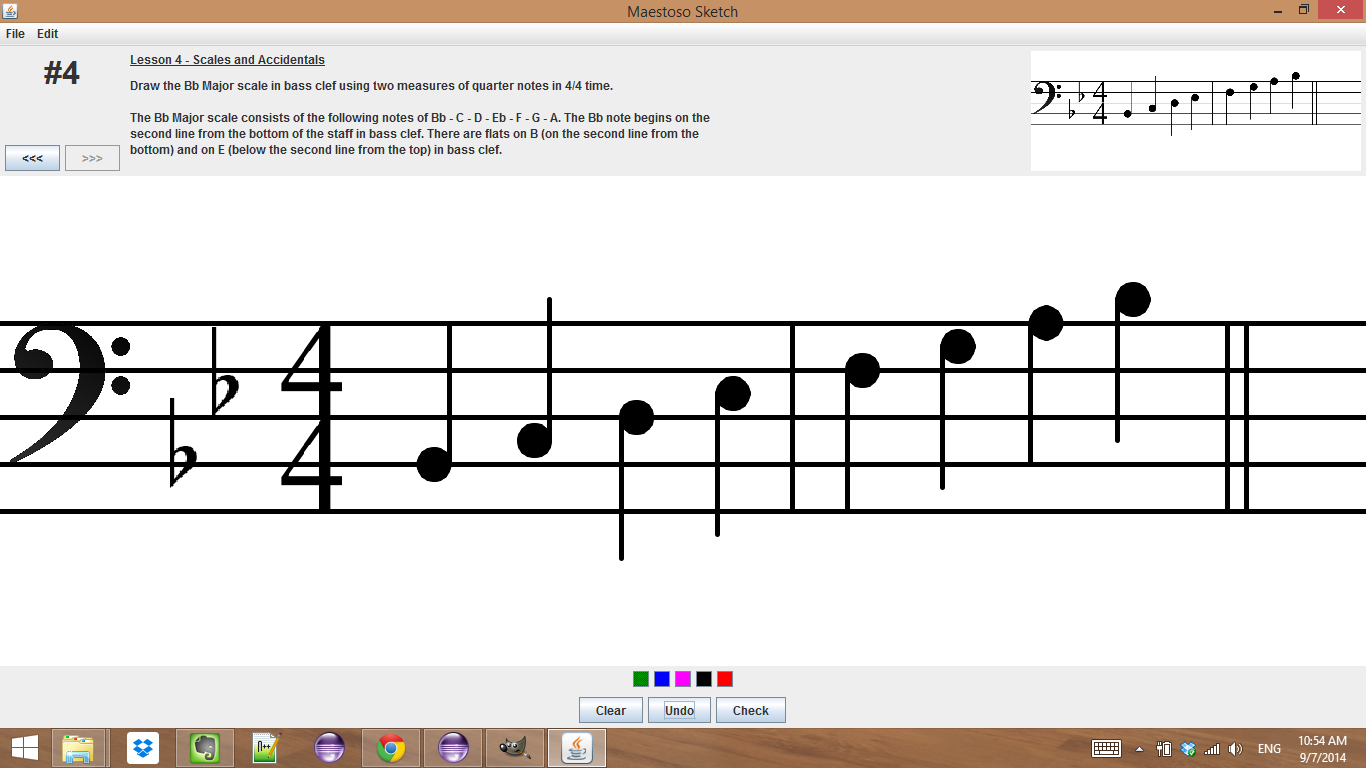 Maestoso Sketch
File Edit
#4
Lesson 4 - Scales and Accidentals
Draw the Bb Major scale in bass clef using two measures of quarter notes in 4/4 time.
The Bb Major scale consists of the following notes of Bb - C - D - Eb - F - G - A. The Bb note begins on the
second line from the bottom of the staff in bass clef. There are flats on B (on the second line from the
bottom) and on E (below the second line from the top) in bass clef.
<<< >>>
4
4
4
4
Clear Undo Check
ENG
10:54 AM
9/7/2014